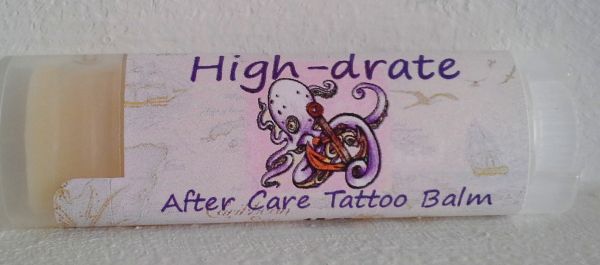 High-drate
After Care Tattoo Balm